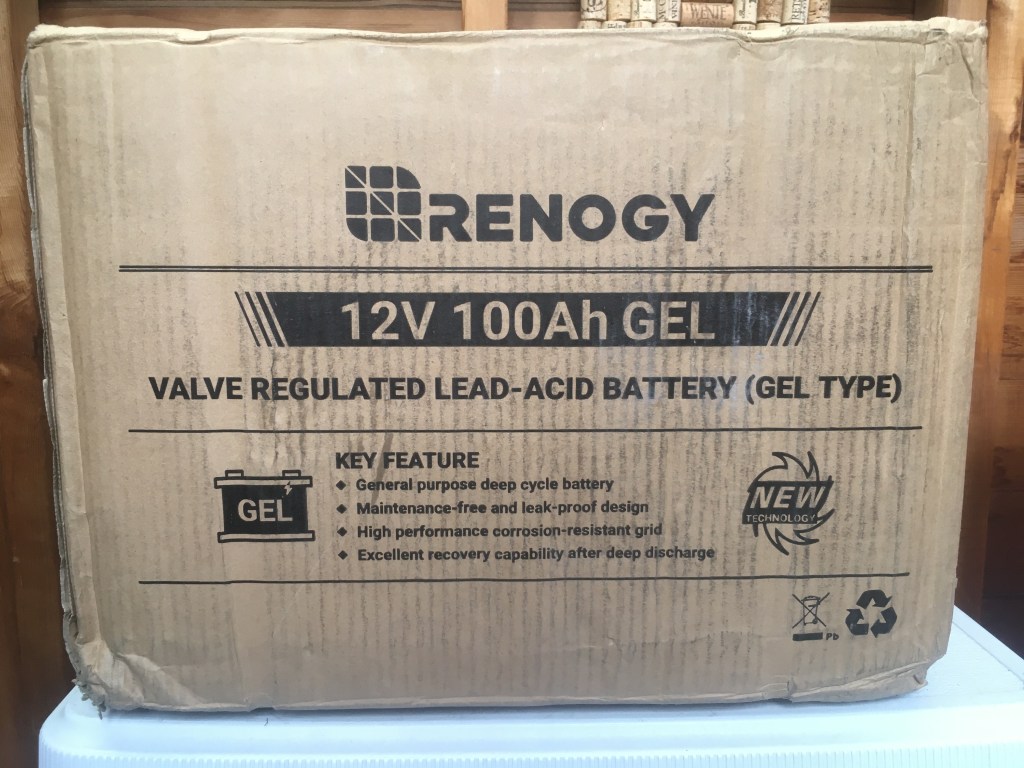 RENOGY
12V 100Ah GEL
VALVE REGULATED LEAD-ACID BATTERY (GEL TYPE)
GEL
KEY FEATURE
◆ General purpose deep cycle battery
◆ Maintenance-free and leak-proof design
◆ High performance corrosion-resistant grid
◆ Excellent recovery capability after deep discharge
NEW
TECHNOLOGY
Pb